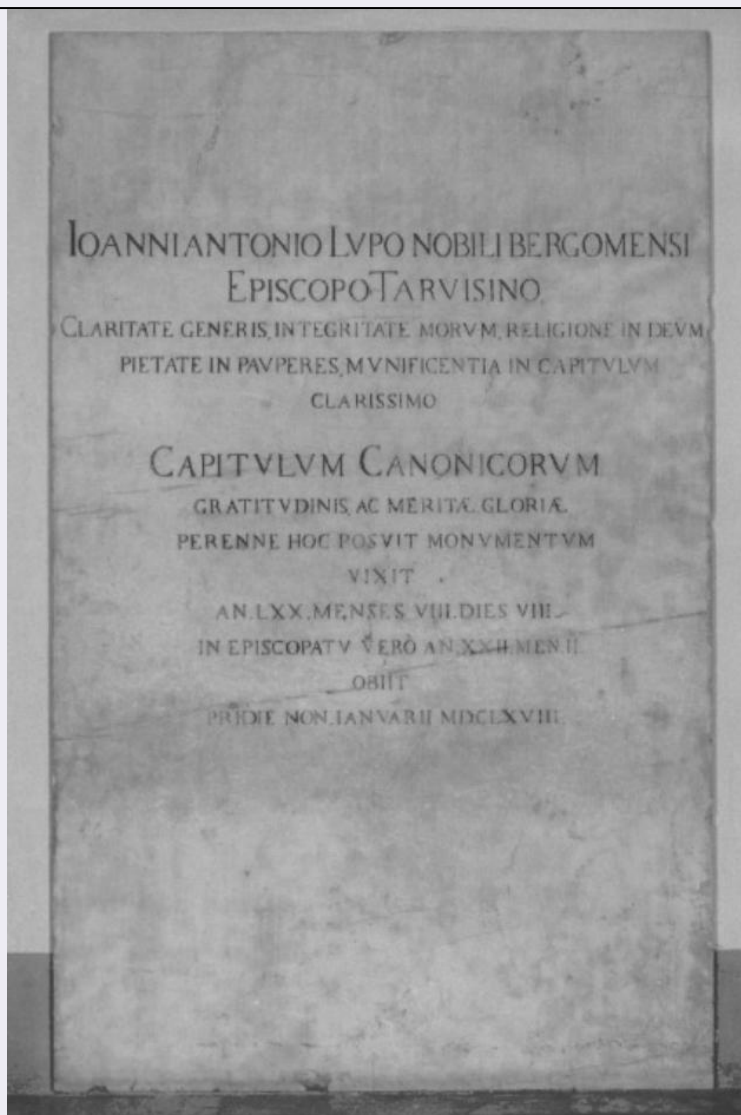 IOANNI ANTONIO LVPO NOBILI BERGOMENSI
EPISCOPO TARVISINO,
CLARITATE GENERIS, INTEGRITATE MORVM, RELIGIONE IN DEVM
PIETATE IN PAVPERES, MVNIFICENTIA IN CAPITVLVM
CLARISSIMO
CAPITVLVM CANONICORVM
GRATITVDINIS, AC MERITÆ GLORIÆ
PERENNE HOC POSVIT MONVMENTVM
VIXIT
AN. LXX. MENSES VIII. DIES VIII.
IN EPISCOPATV VERÒ AN. XXII. MEN. II
OBIIT
PRIDIE NON. IANVARII MDCLXVIII